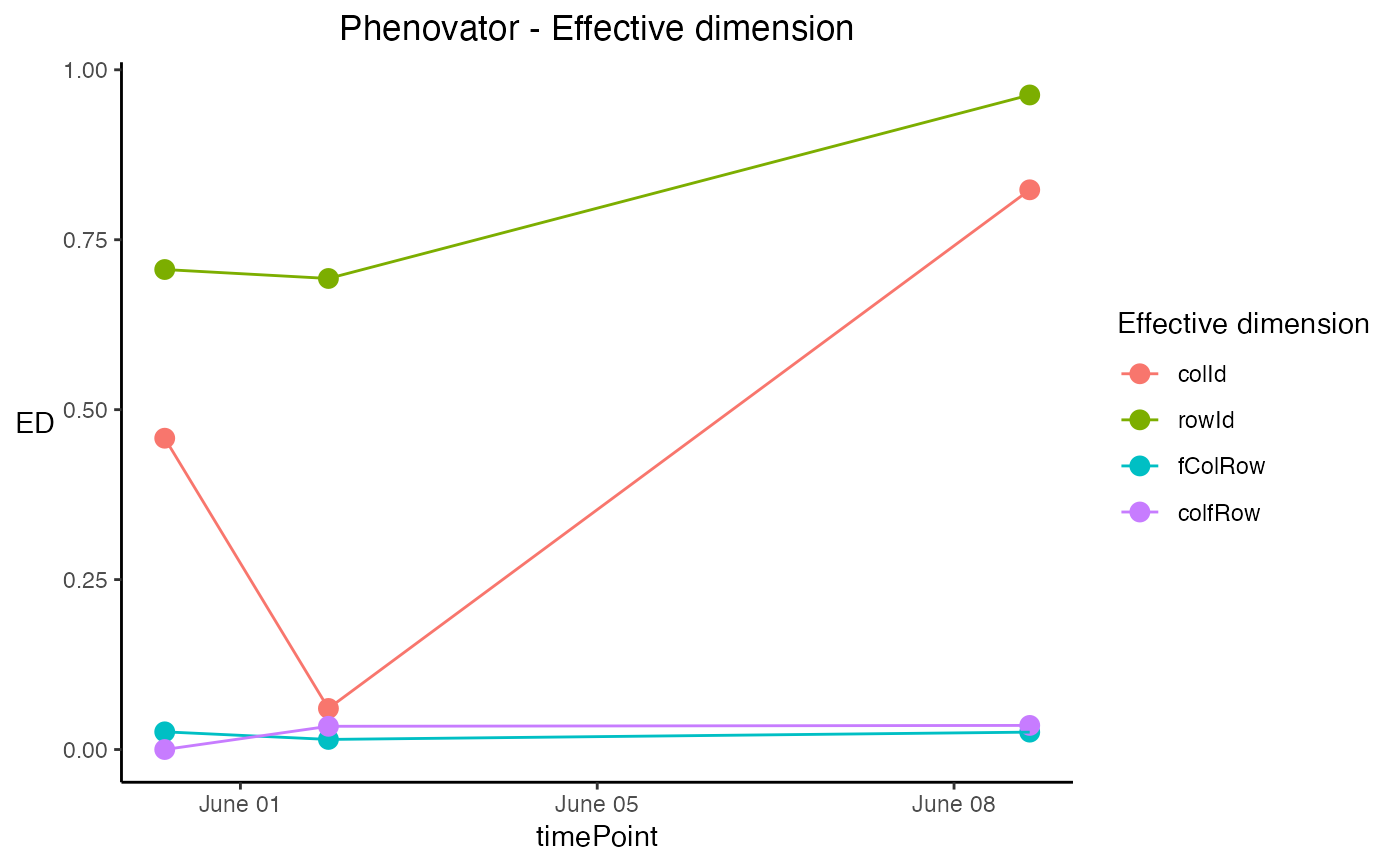 Phenovator - Effective dimension
1.00
0.75
0.50
0.25
0.00
ED
June 01
June 05
June 08
timePoint
Effective dimension
colId
rowId
fColRow
colfRow